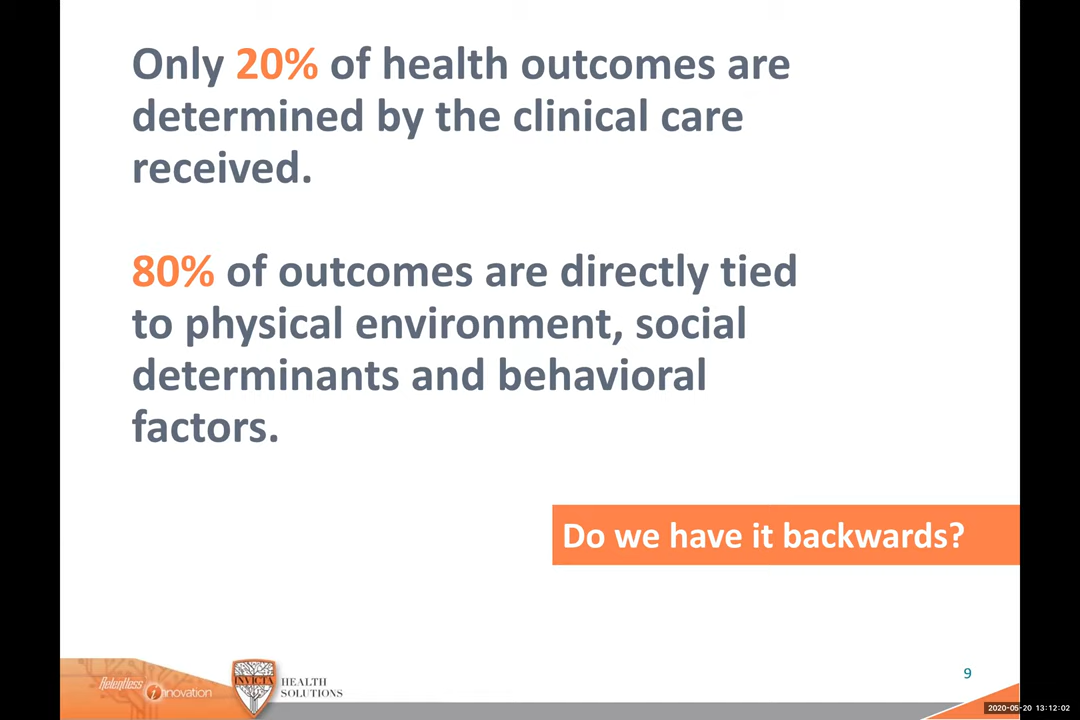 Only 20% of health outcomes are
determined by the clinical care
received.
80% of outcomes are directly tied
to physical environment, social
determinants and behavioral
factors.
Do we have it backwards?
Relentless innovation
INVICTA
HEALTH
SOLUTIONS
9
2020-05-20 13:12:02